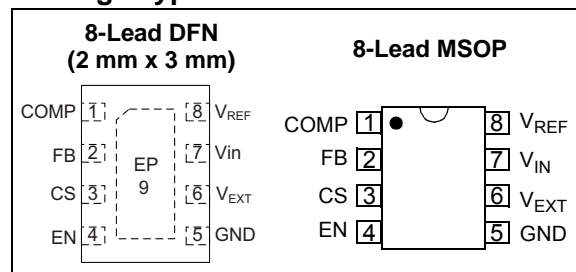 8-Lead DFN
(2 mm x 3 mm)
COMP 1 8 VREF
FB 2 EP 7 Vin
CS 3 9 6 VEXT
EN 4 5 GND
8-Lead MSOP
COMP 1 8 VREF
FB 2 7 VIN
CS 3 6 VEXT
EN 4 5 GND